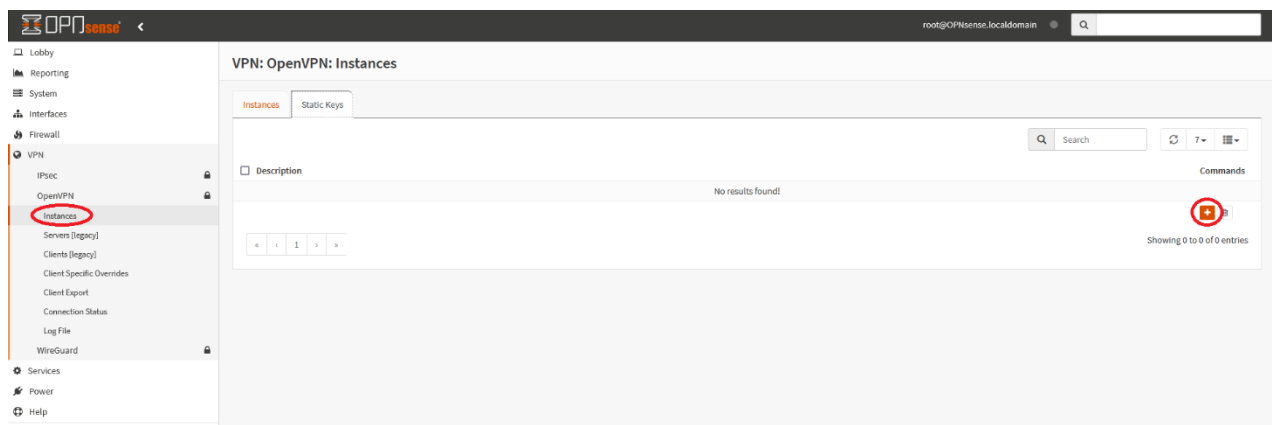 OPNsense
root@OPNsense.localdomain
Lobby
Reporting
System
Interfaces
Firewall
VPN
IPsec
OpenVPN
Instances
Servers [legacy]
Clients [legacy]
Client Specific Overrides
Client Export
Connection Status
Log File
WireGuard
Services
Power
Help
VPN: OpenVPN: Instances
Instances Static Keys
Search 7
Description Commands
No results found!
« ‹ 1 › »
Showing 0 to 0 of 0 entries